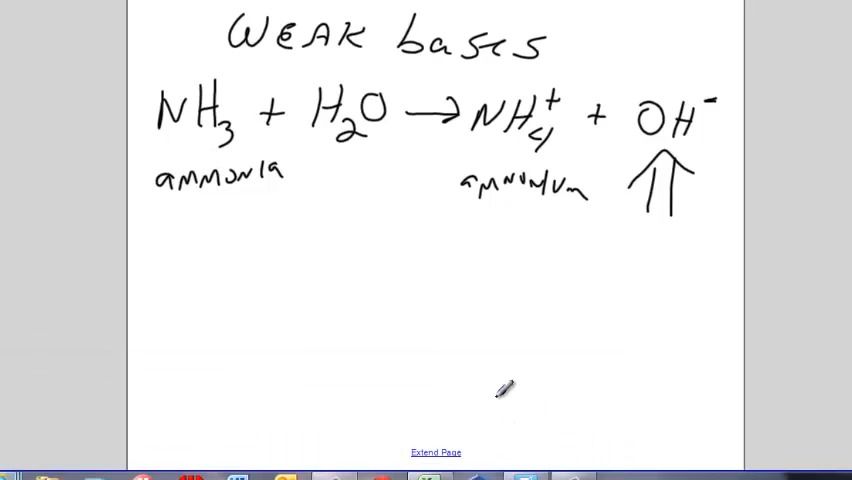 WEAK bases
NH₃ + H₂O → NH₄⁺ + OH⁻
ammonia ammonium
Extend Page